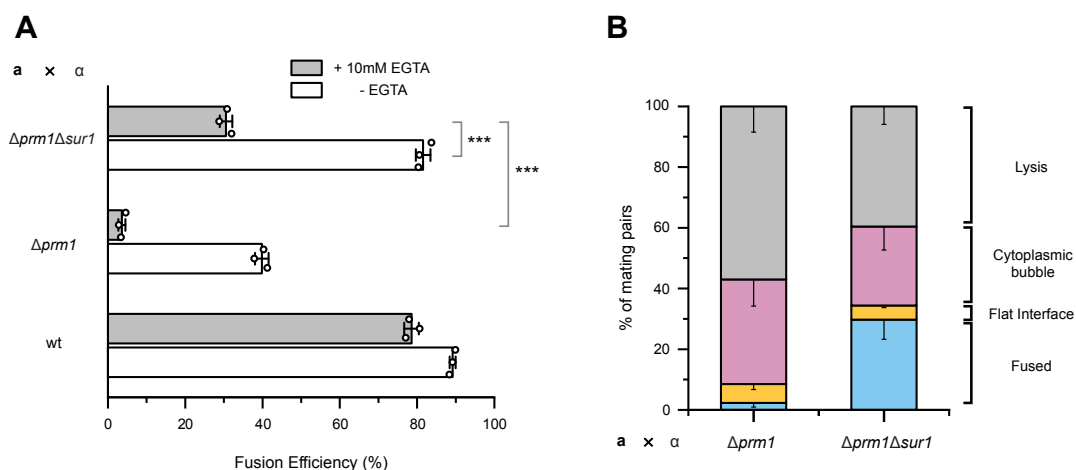 A
a × α
+ 10mM EGTA
- EGTA
Δprm1Δsur1
***
***
Δprm1
wt
0 20 40 60 80 100
Fusion Efficiency (%)
B
100
80
60
40
20
0
% of mating pairs
Lysis
Cytoplasmic
bubble
Flat Interface
Fused
a × α Δprm1 Δprm1Δsur1